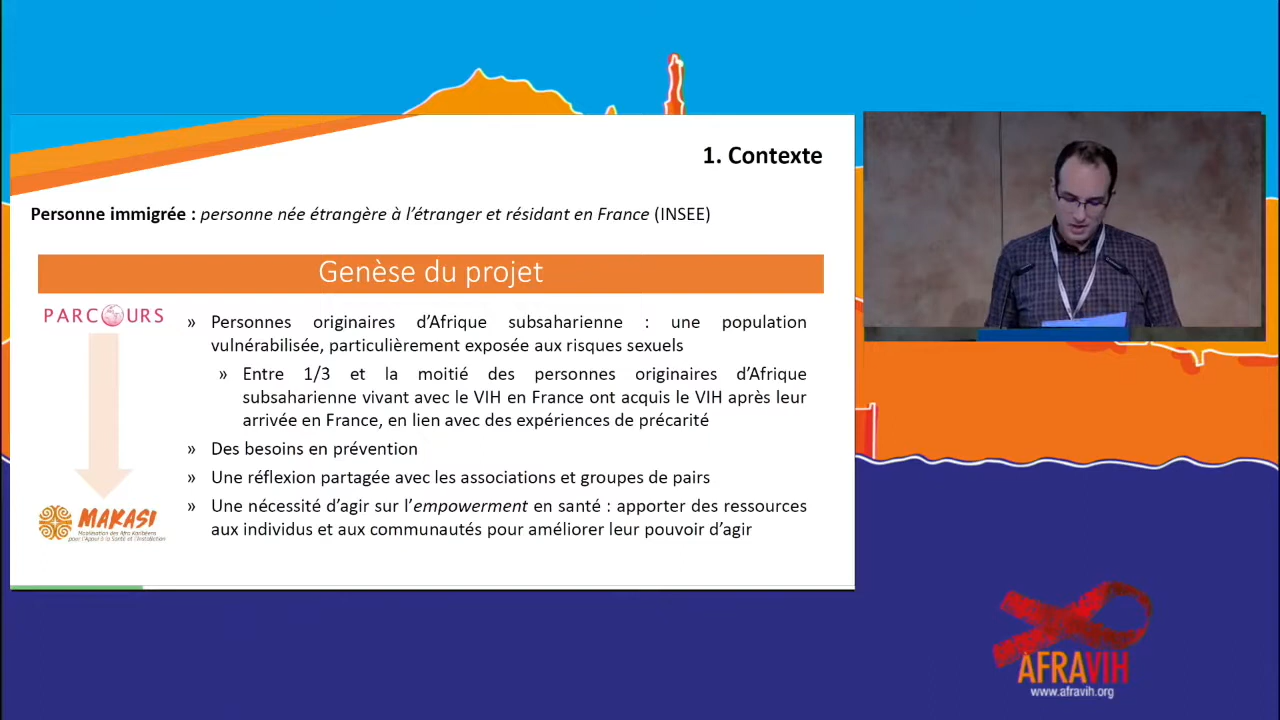 1. Contexte
Personne immigrée : personne née étrangère à l'étranger et résidant en France (INSEE)
Genèse du projet
PARCOURS
» Personnes originaires d'Afrique subsaharienne : une population
vulnérabilisée, particulièrement exposée aux risques sexuels
» Entre 1/3 et la moitié des personnes originaires d'Afrique
subsaharienne vivant avec le VIH en France ont acquis le VIH après leur
arrivée en France, en lien avec des expériences de précarité
» Des besoins en prévention
» Une réflexion partagée avec les associations et groupes de pairs
» Une nécessité d'agir sur l'empowerment en santé : apporter des ressources
aux individus et aux communautés pour améliorer leur pouvoir d'agir
MAKASI
pour l'Appui à la Santé et
AFRAVIH
www.afravih.org